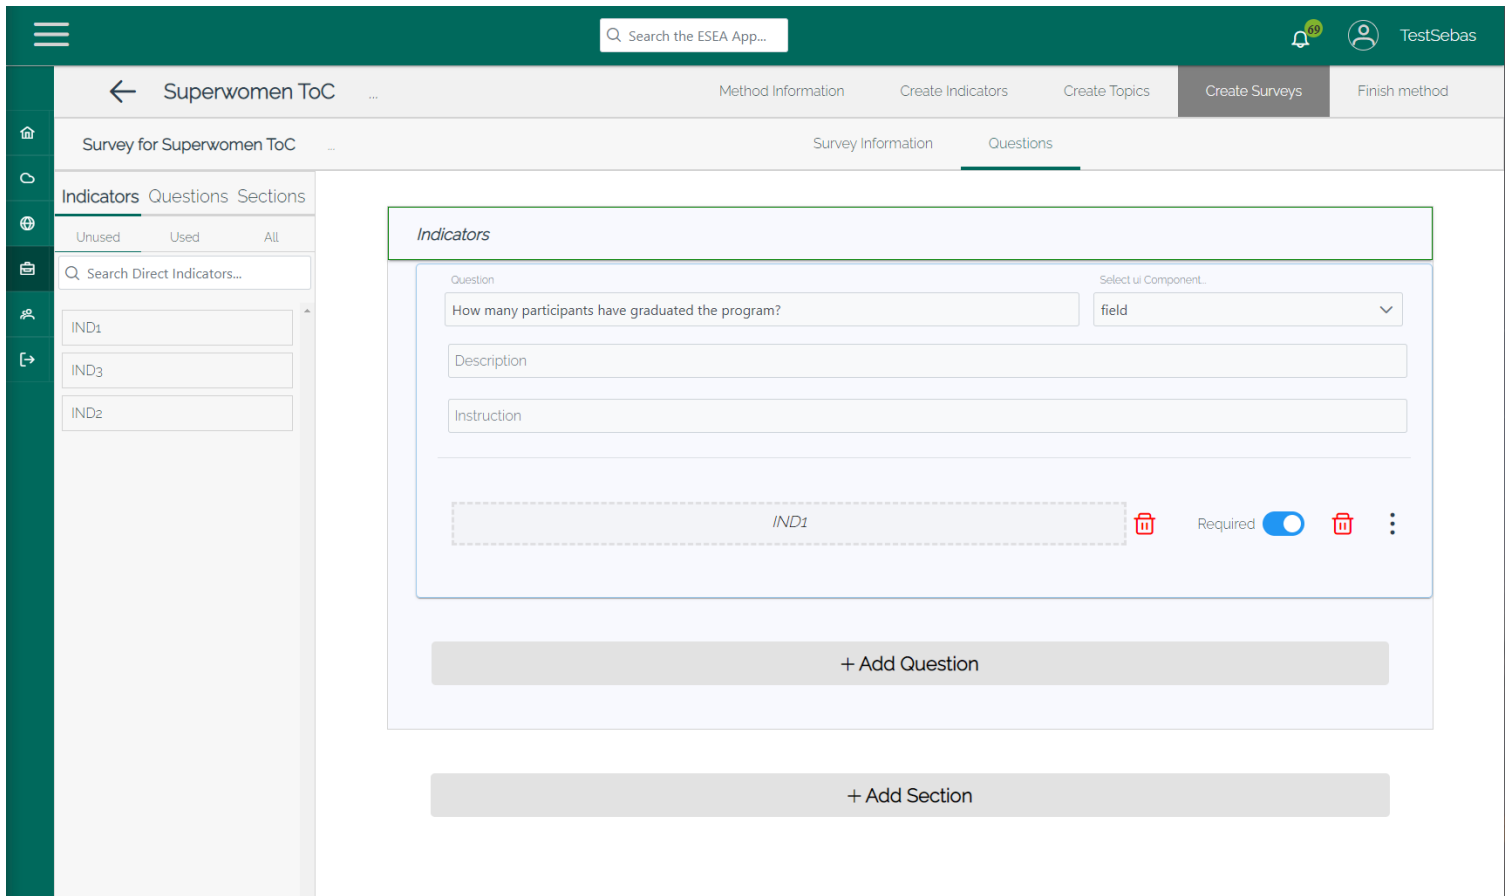 Search the ESEA App...
69
TestSebas
Superwomen ToC ...
Method Information
Create Indicators
Create Topics
Create Surveys
Finish method
Survey for Superwomen ToC ...
Survey Information
Questions
Indicators Questions Sections
Unused Used All
Search Direct Indicators...
IND1
IND3
IND2
Indicators
Question
How many participants have graduated the program?
Select ui Component..
field
Description
Instruction
IND1
Required
+ Add Question
+ Add Section